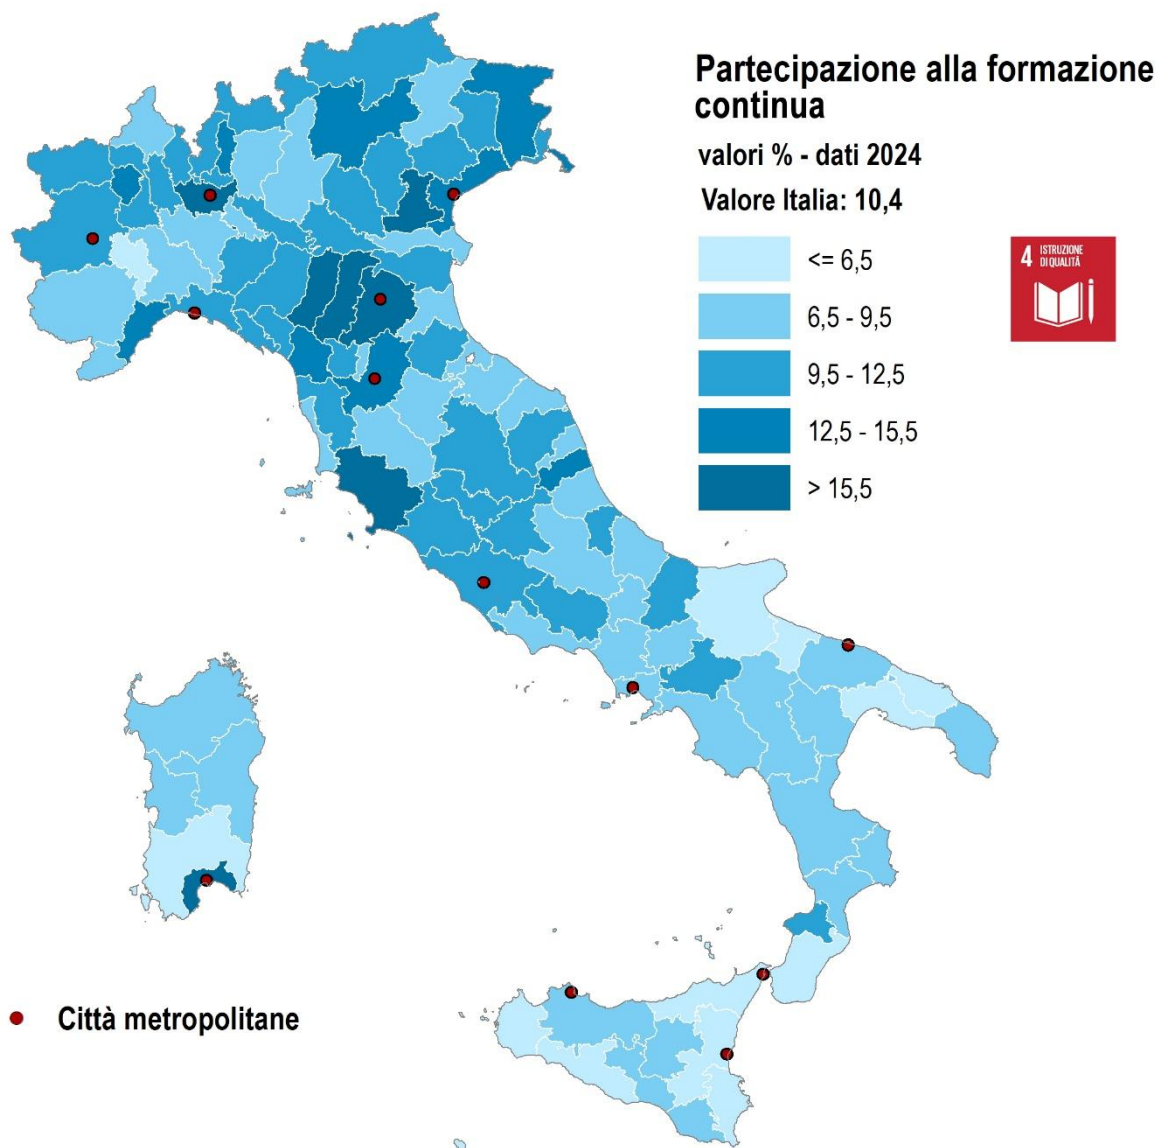 Partecipazione alla formazione
continua
valori % - dati 2024
Valore Italia: 10,4
<= 6,5
6,5 - 9,5
9,5 - 12,5
12,5 - 15,5
> 15,5
4 ISTRUZIONE
DI QUALITÀ
Città metropolitane